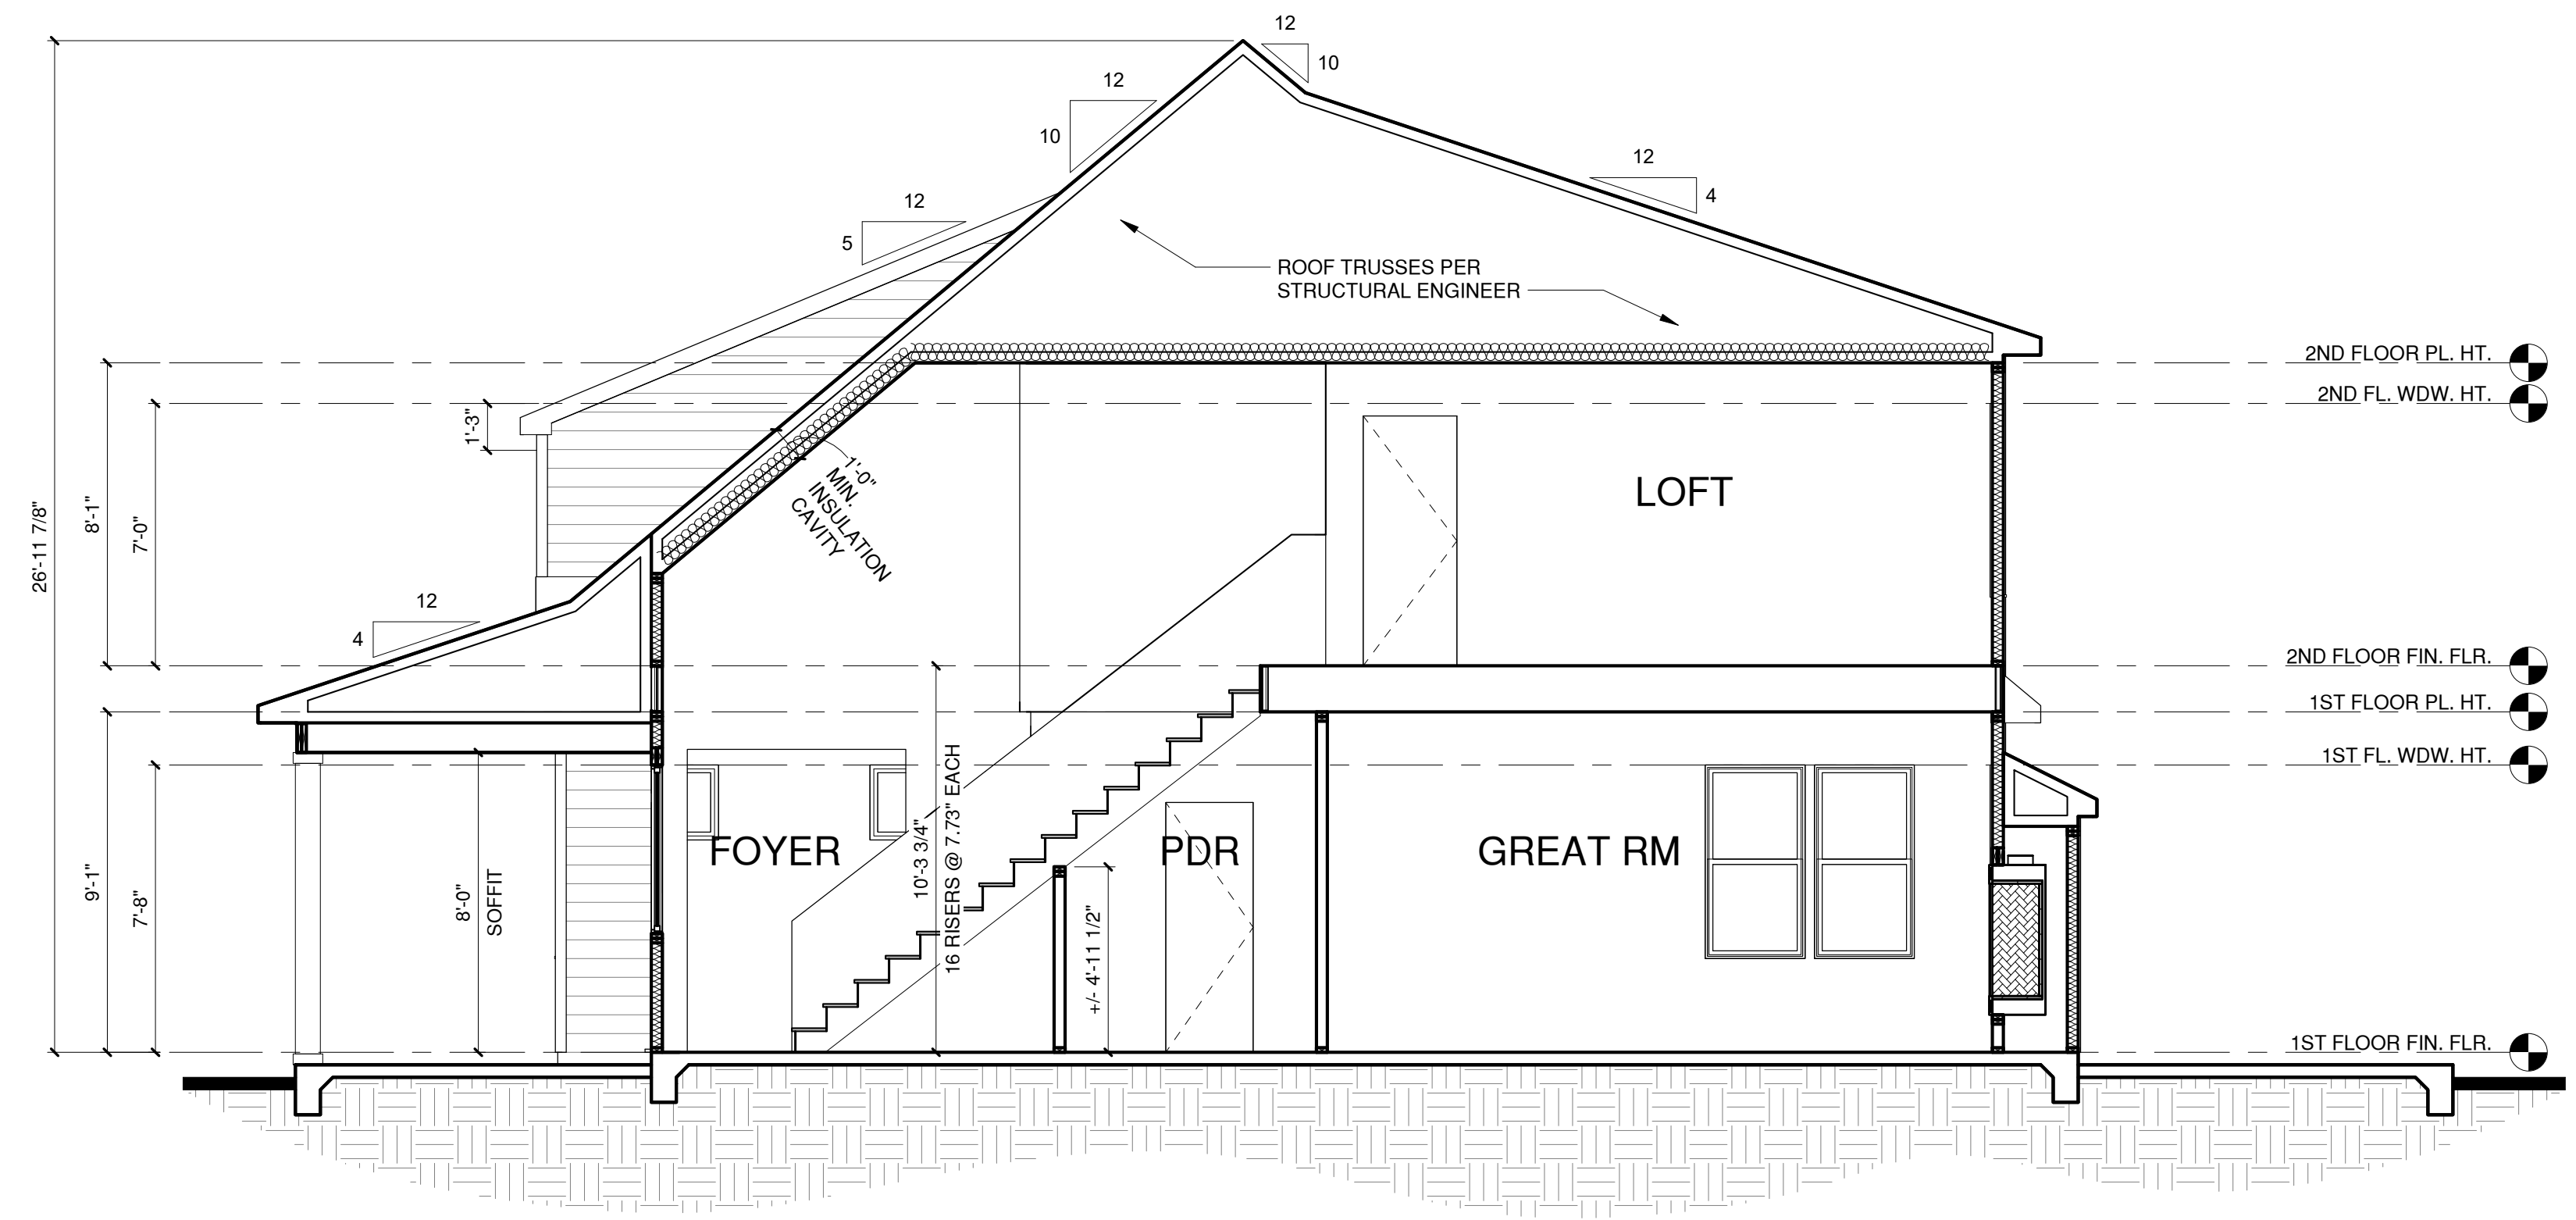 12
10
12
10
12
5
12
4
ROOF TRUSSES PER
STRUCTURAL ENGINEER
2ND FLOOR PL. HT.
2ND FL. WDW. HT.
1'-3"
26'-11 7/8"
8'-1"
7'-0"
1'-0"
MIN.
INSULATION
CAVITY
LOFT
12
4
2ND FLOOR FIN. FLR.
1ST FLOOR PL. HT.
1ST FL. WDW. HT.
9'-1"
7'-8"
8'-0"
SOFFIT
FOYER
10'-3 3/4"
16 RISERS @ 7.73" EACH
+/- 4'-11 1/2"
PDR
GREAT RM
1ST FLOOR FIN. FLR.